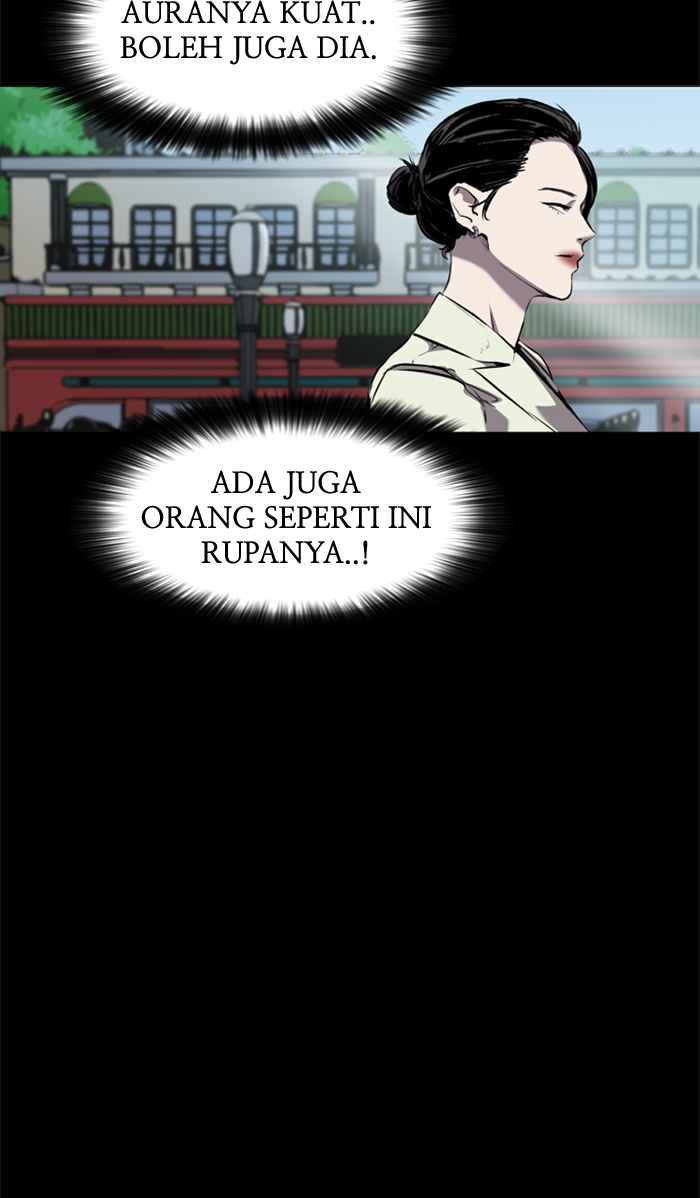 AURANYA KUAT..
BOLEH JUGA DIA.
ADA JUGA
ORANG SEPERTI INI
RUPANYA..!